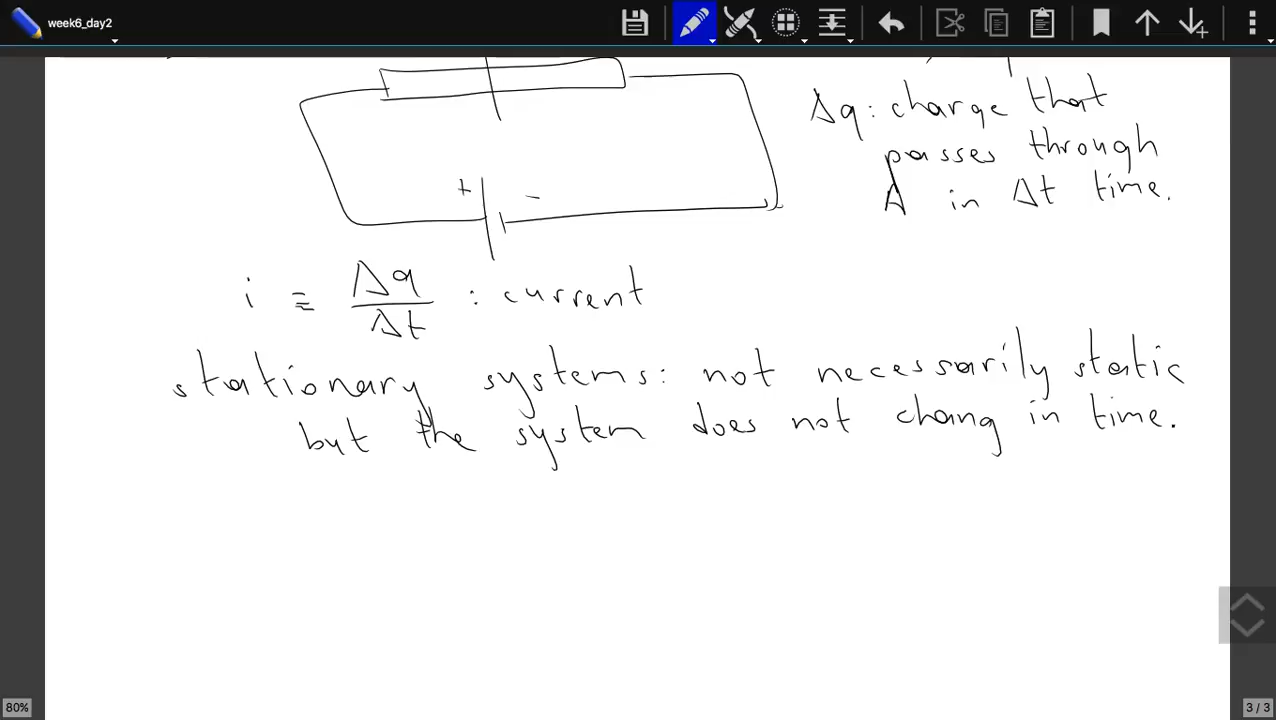 week6_day2
Δq: charge that
passes through
A in Δt time.
+ −
i ≡ Δq/Δt : current
stationary systems: not necessarily static
but the system does not chang in time.
80%
3 / 3